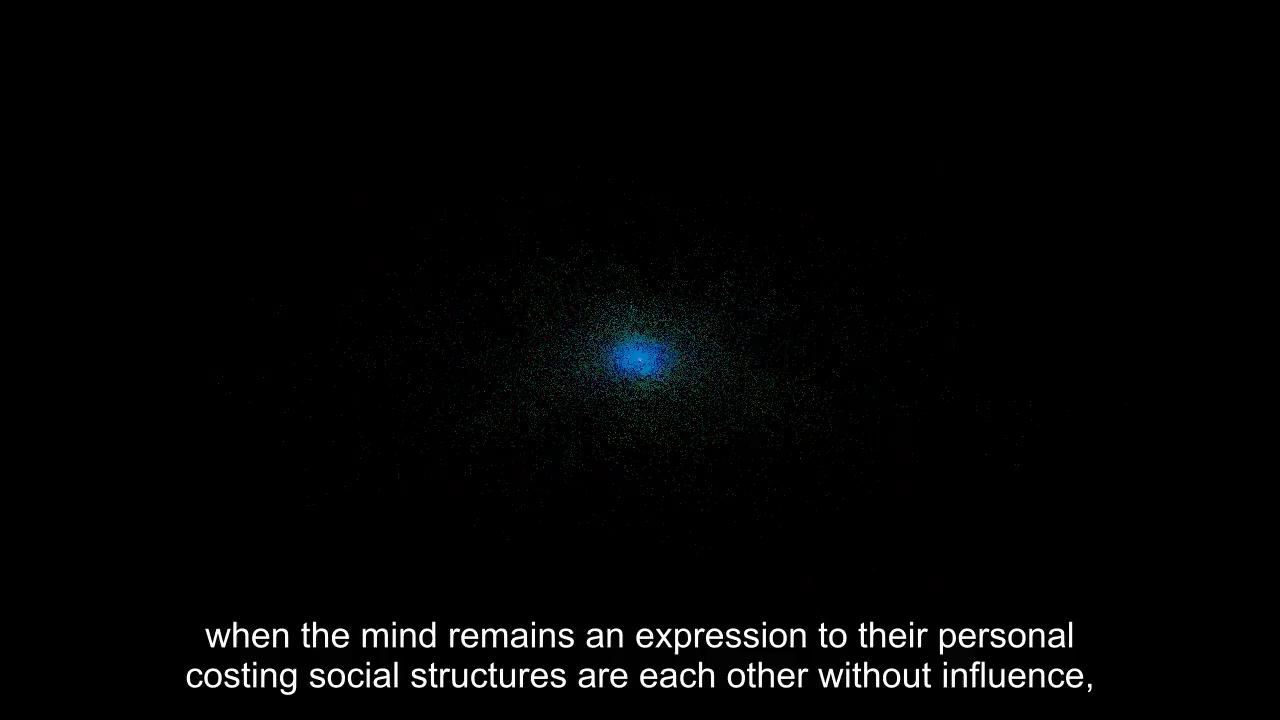 when the mind remains an expression to their personal
costing social structures are each other without influence,